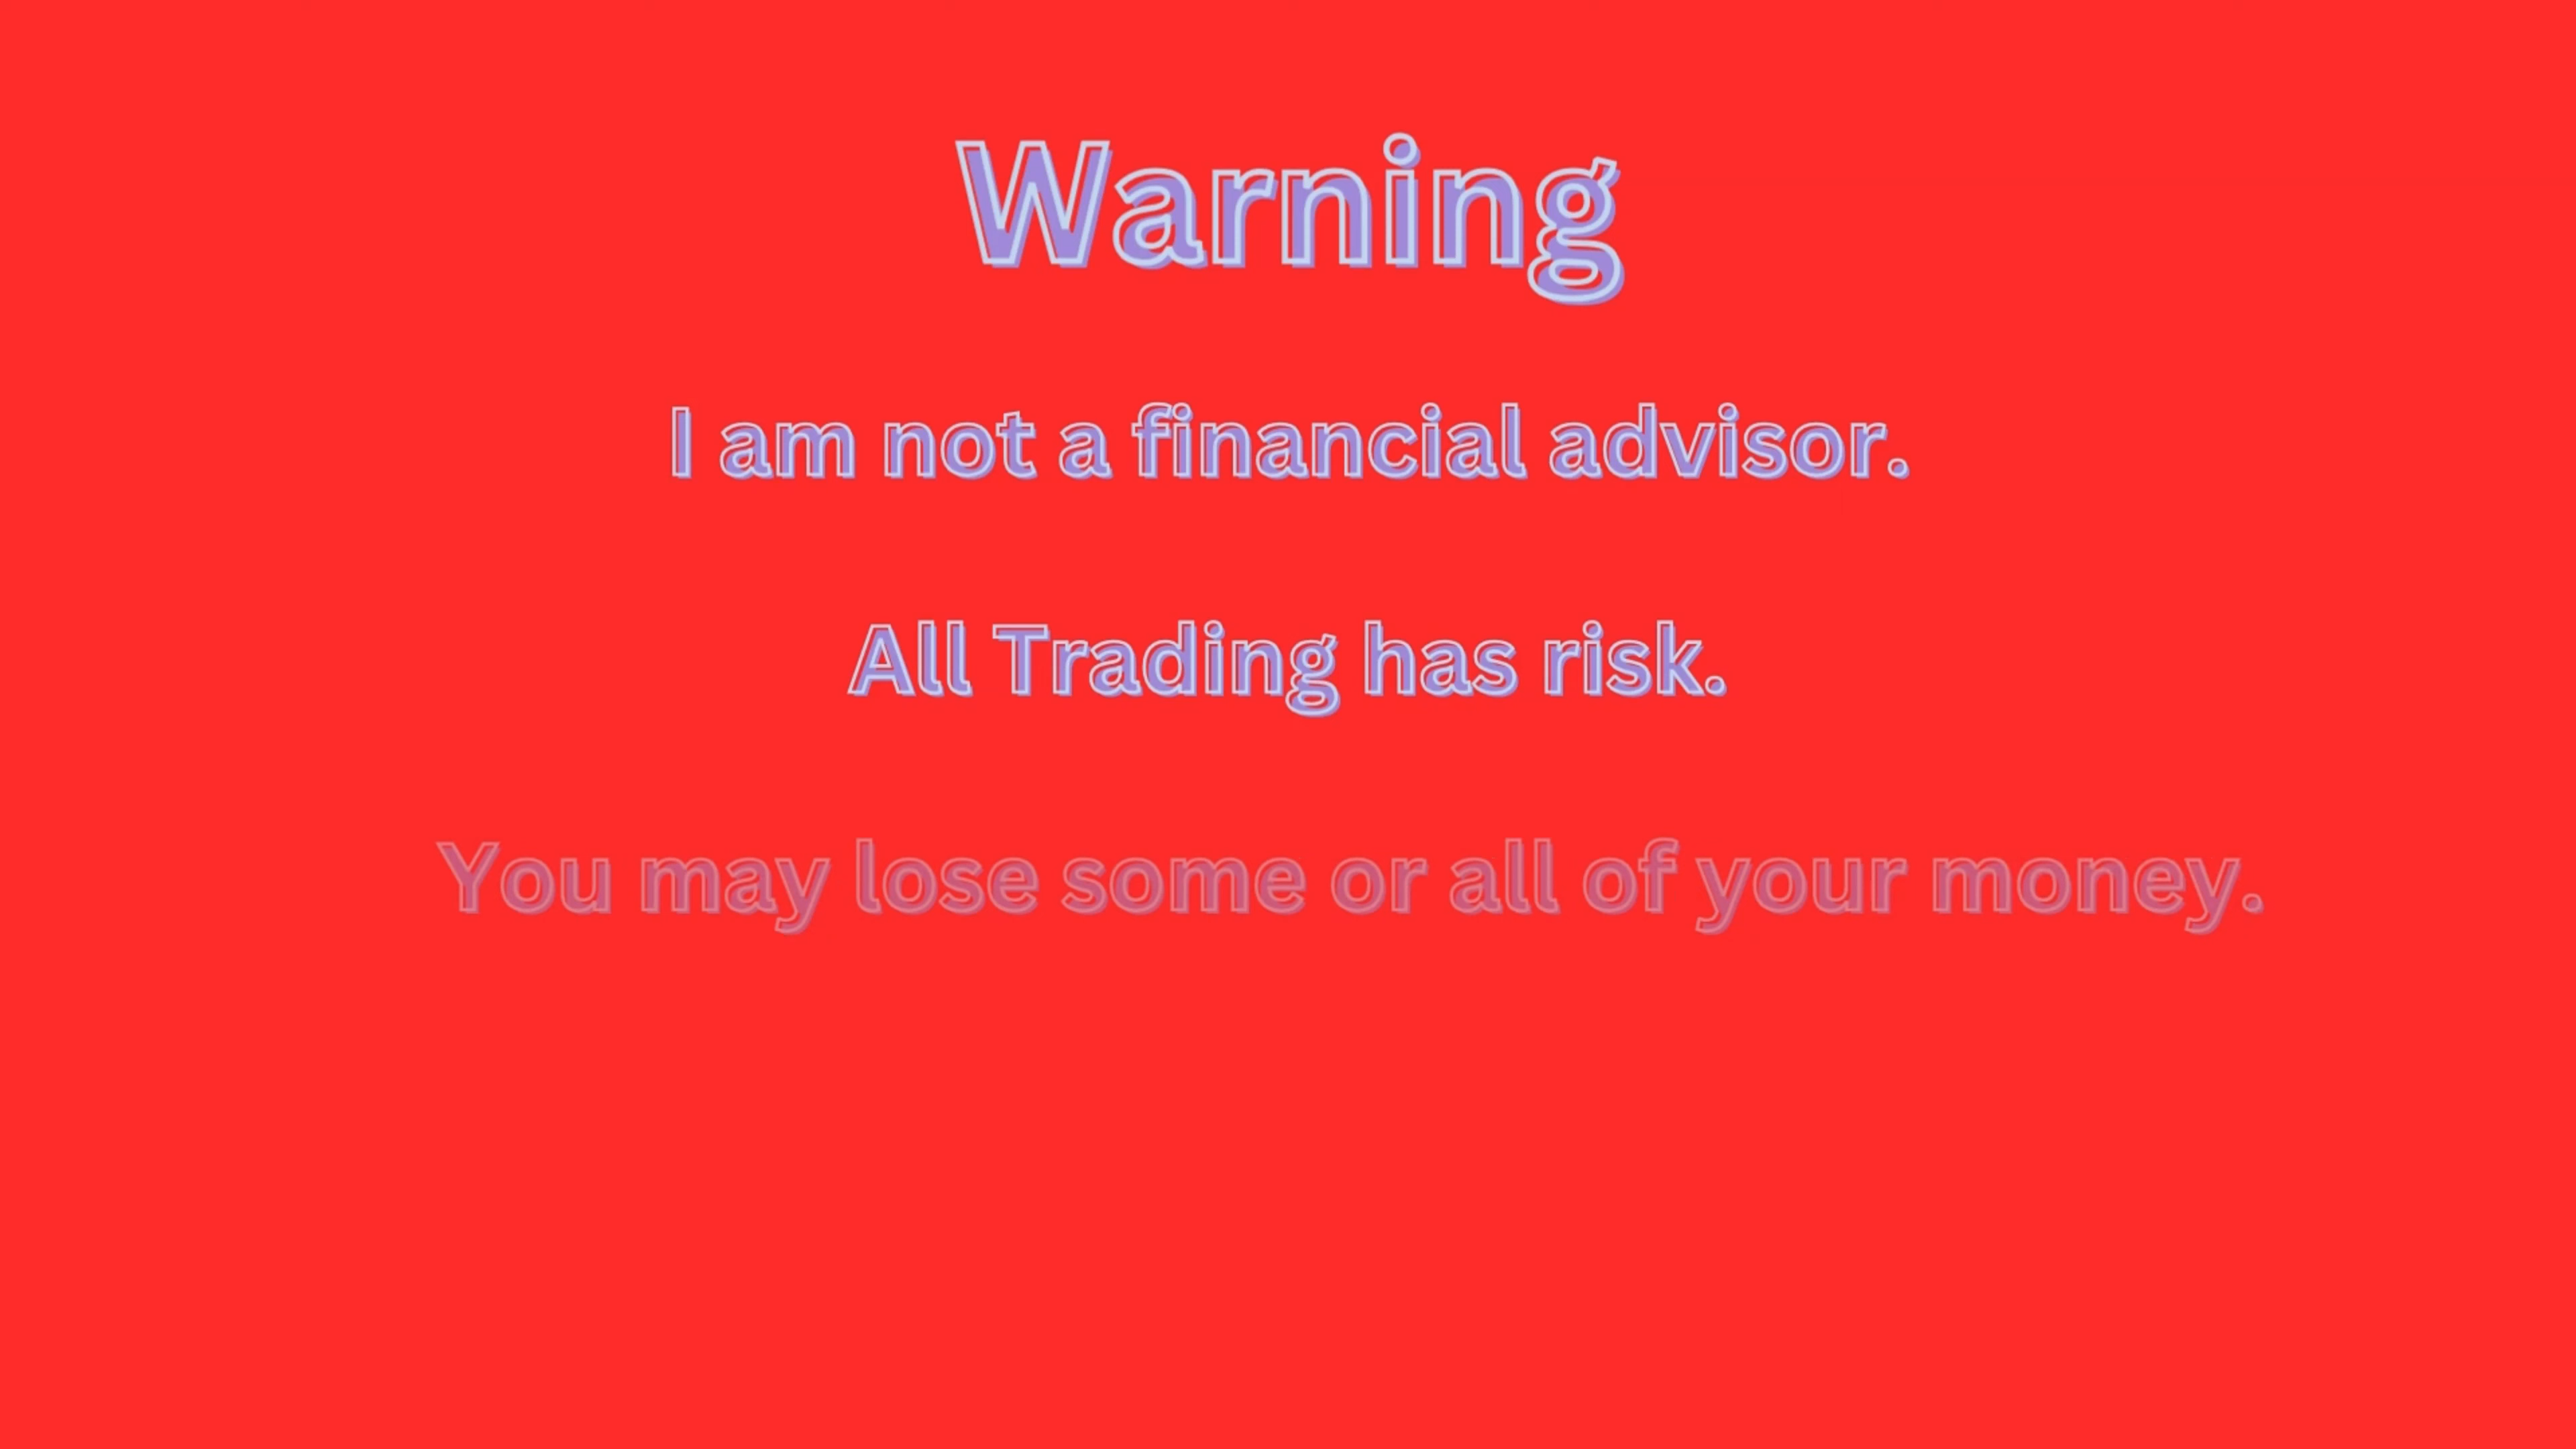 Warning
I am not a financial advisor.
All Trading has risk.
You may lose some or all of your money.